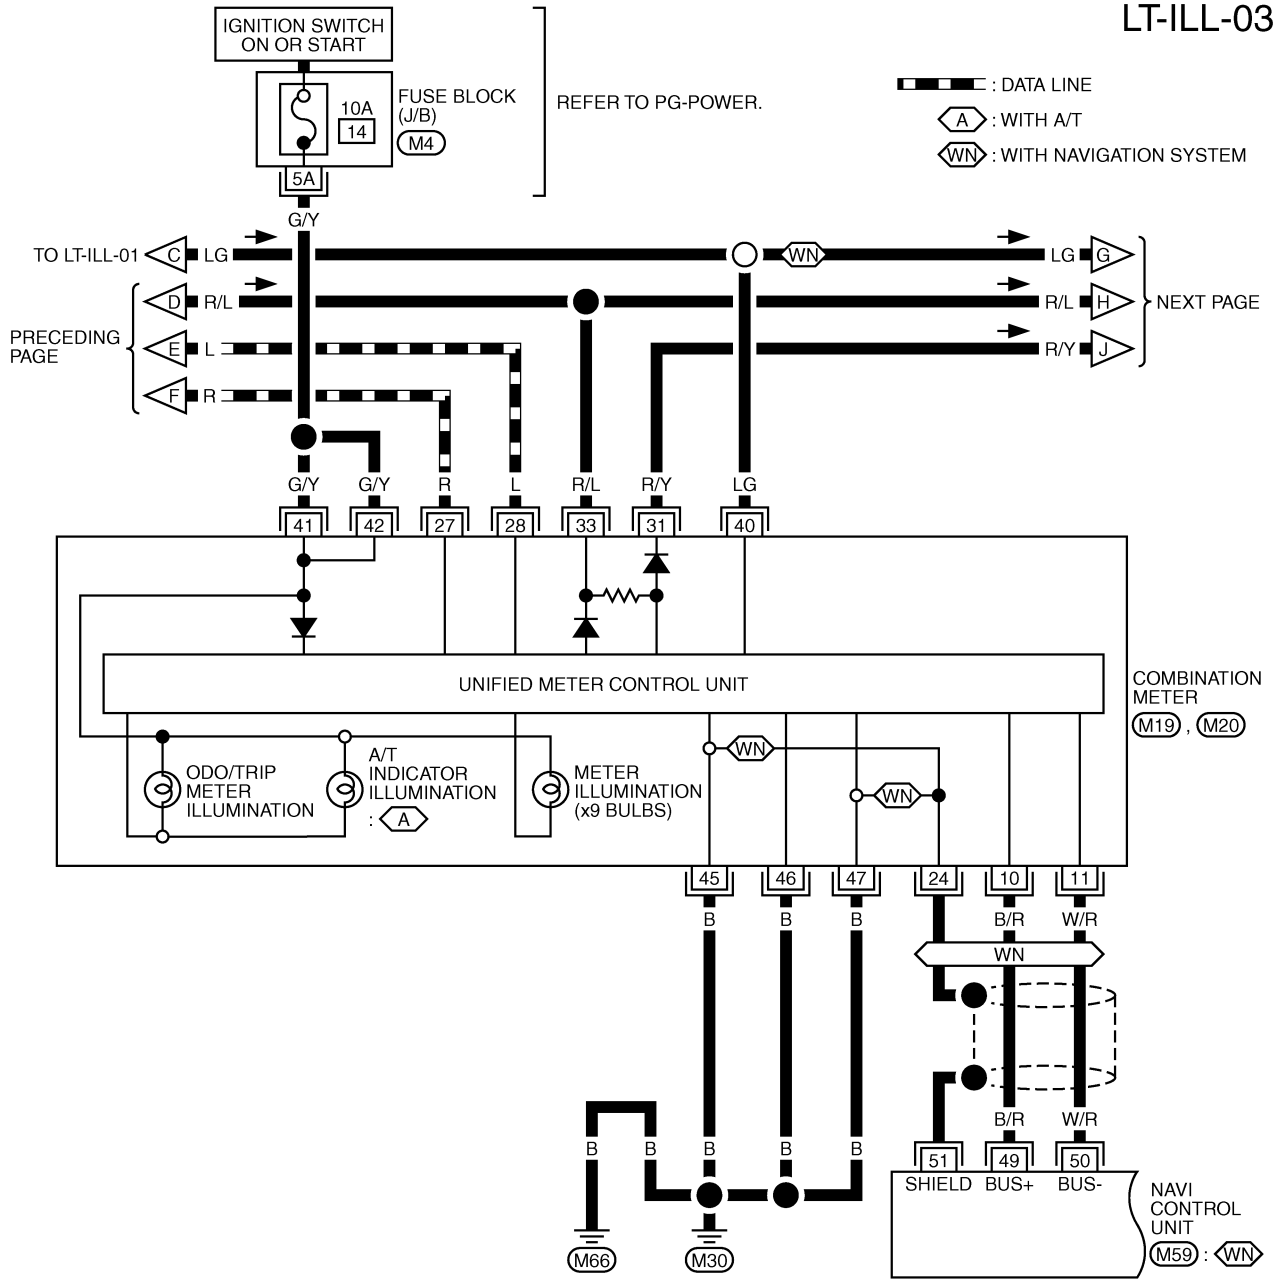 LT-ILL-03
IGNITION SWITCH
ON OR START
10A
14
FUSE BLOCK
(J/B)
M4
REFER TO PG-POWER.
: DATA LINE
A : WITH A/T
WN : WITH NAVIGATION SYSTEM
5A
G/Y
TO LT-ILL-01 C LG WN LG G
D R/L R/L H NEXT PAGE
PRECEDING
PAGE
E L R/Y J
F R
G/Y G/Y R L R/L R/Y LG
41 42 27 28 33 31 40
UNIFIED METER CONTROL UNIT
COMBINATION
METER
M19 , M20
ODO/TRIP
METER
ILLUMINATION
A/T
INDICATOR
ILLUMINATION
: A
METER
ILLUMINATION
(x9 BULBS)
WN
WN
45 46 47 24 10 11
B B B B/R W/R
WN
B/R W/R
B B B B B
51 49 50
SHIELD BUS+ BUS-
NAVI
CONTROL
UNIT
M59 : WN
M66 M30